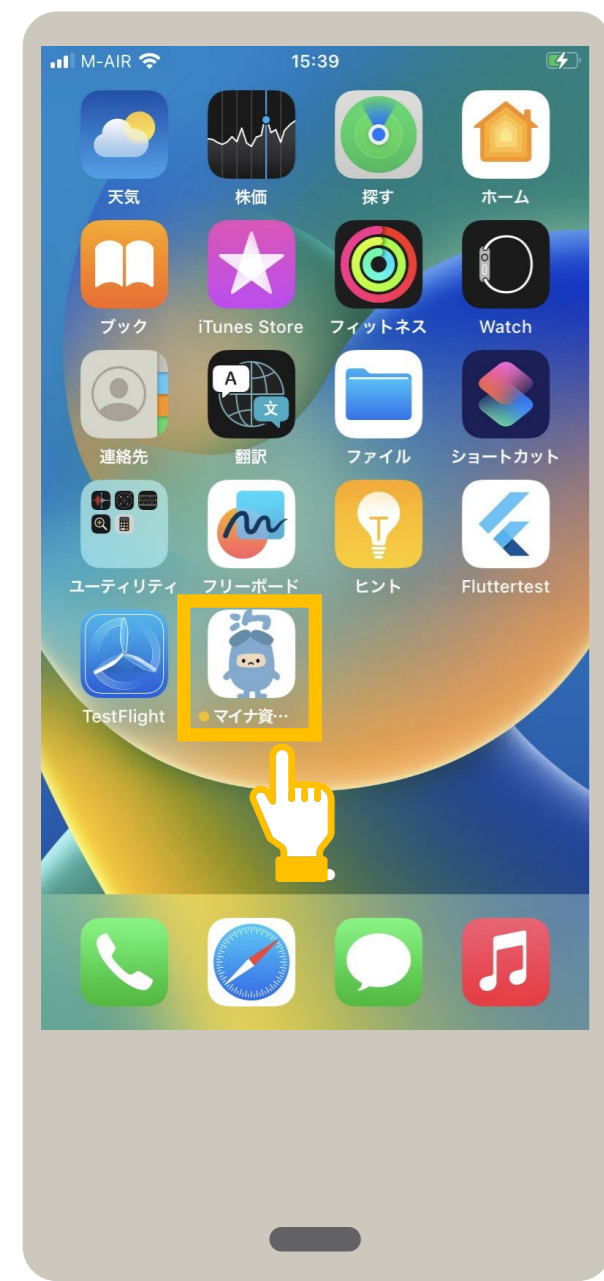 M-AIR 15:39
天気 株価 探す ホーム
ブック iTunes Store フィットネス Watch
A
文
連絡先 翻訳 ファイル ショートカット
ユーティリティ フリーボード ヒント Fluttertest
治
TestFlight マイナ資…